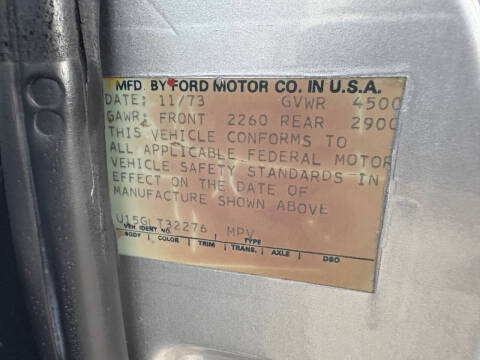 MFD. BY FORD MOTOR CO. IN U.S.A.
DATE: 11/73 GVWR 4500
GAWR: FRONT 2260 REAR 2900
THIS VEHICLE CONFORMS TO
ALL APPLICABLE FEDERAL MOTOR
VEHICLE SAFETY STANDARDS IN
EFFECT ON THE DATE OF
MANUFACTURE SHOWN ABOVE
U15GLT32276 MPV
VEH IDENT NO. TYPE
BODY COLOR TRIM TRANS. AXLE DSO